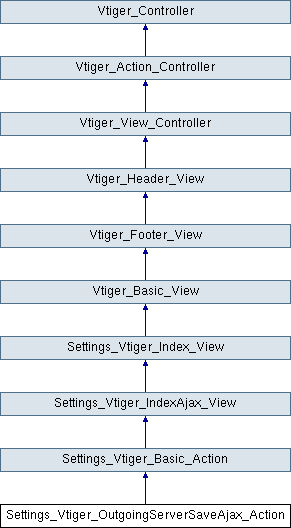 Vtiger_Controller
Vtiger_Action_Controller
Vtiger_View_Controller
Vtiger_Header_View
Vtiger_Footer_View
Vtiger_Basic_View
Settings_Vtiger_Index_View
Settings_Vtiger_IndexAjax_View
Settings_Vtiger_Basic_Action
Settings_Vtiger_OutgoingServerSaveAjax_Action